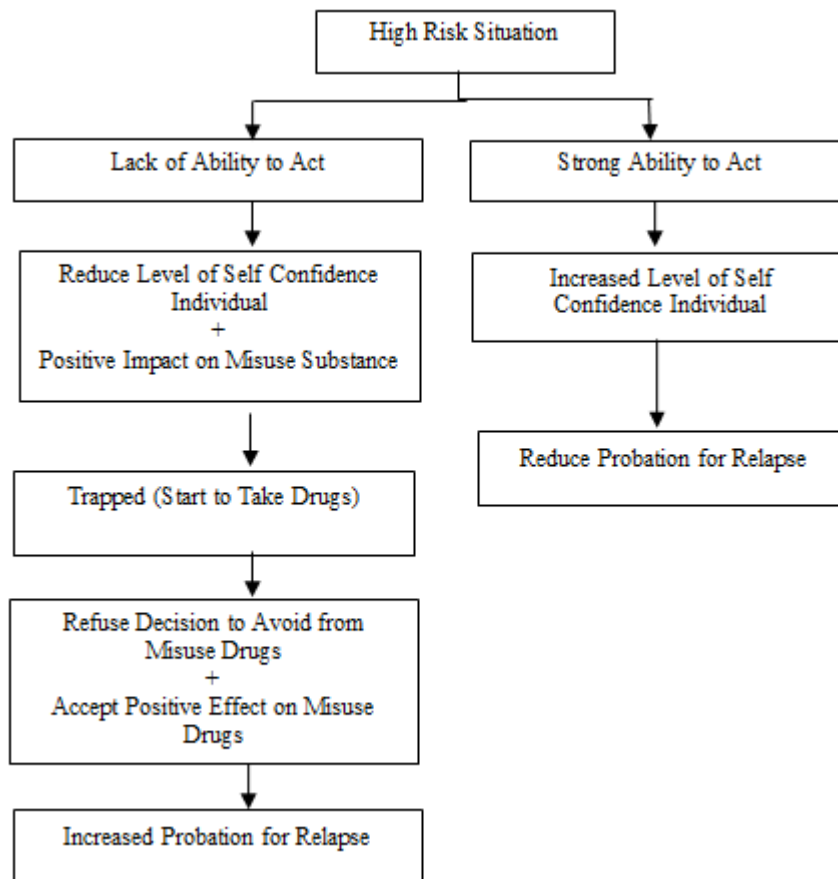 High Risk Situation
Lack of Ability to Act
Strong Ability to Act
Reduce Level of Self Confidence
Individual
+
Positive Impact on Misuse Substance
Increased Level of Self
Confidence Individual
Trapped (Start to Take Drugs)
Reduce Probation for Relapse
Refuse Decision to Avoid from
Misuse Drugs
+
Accept Positive Effect on Misuse
Drugs
Increased Probation for Relapse